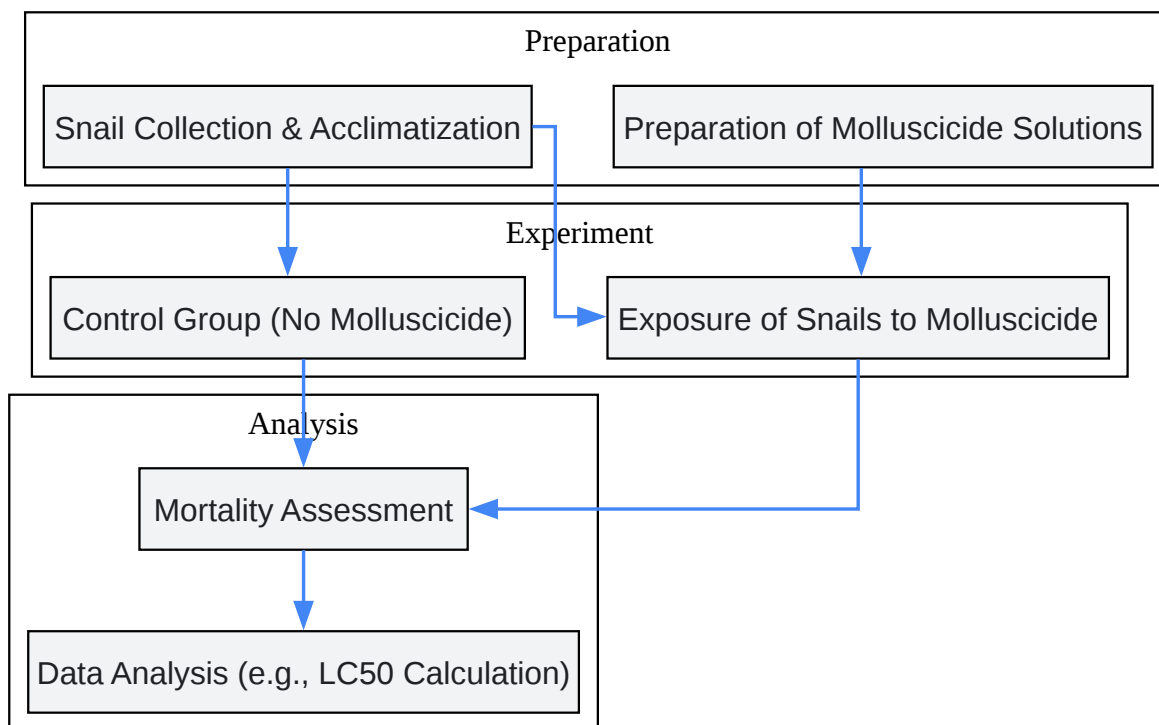 Preparation
Snail Collection & Acclimatization
Preparation of Molluscicide Solutions
Experiment
Control Group (No Molluscicide)
Exposure of Snails to Molluscicide
Analysis
Mortality Assessment
Data Analysis (e.g., LC50 Calculation)